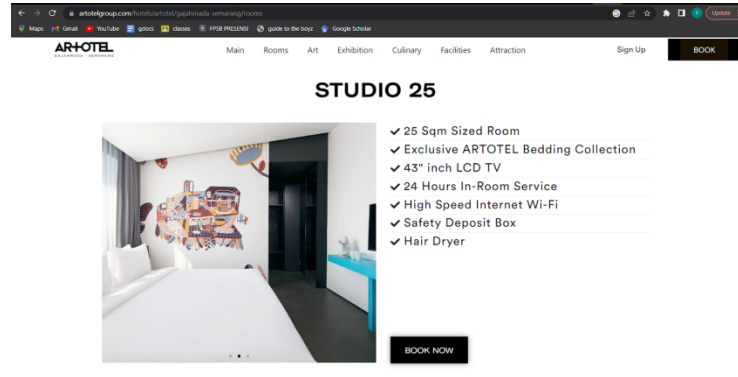 artotelgroup.com/hotels/artotel/gajahmada-semarang/rooms
Update
Maps Gmail YouTube gdocs classes FPSB PRESENSI guide to the boyz Google Scholar
ARTOTEL
GAJAHMADA - SEMARANG
Main Rooms Art Exhibition Culinary Facilities Attraction Sign Up BOOK
STUDIO 25
25 Sqm Sized Room
Exclusive ARTOTEL Bedding Collection
43" inch LCD TV
24 Hours In-Room Service
High Speed Internet Wi-Fi
Safety Deposit Box
Hair Dryer
BOOK NOW